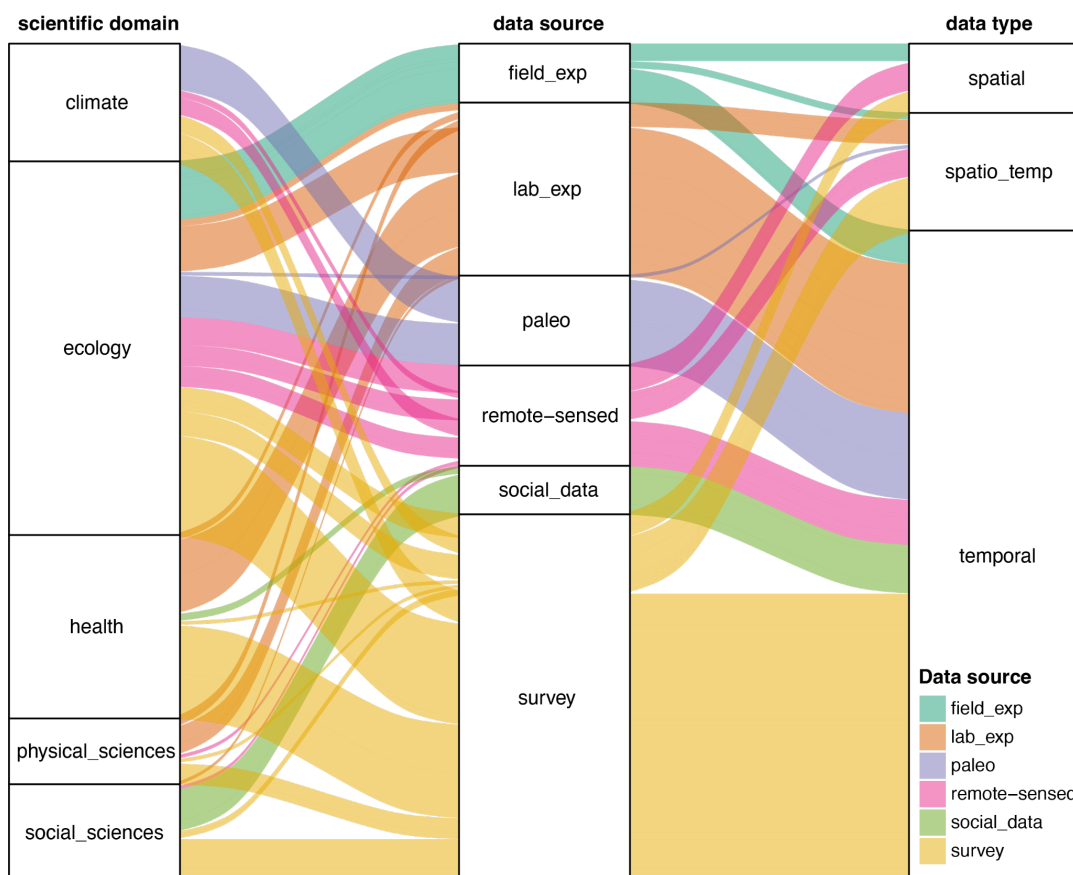 scientific domain
data source
data type
climate
ecology
health
physical_sciences
social_sciences
field_exp
lab_exp
paleo
remote−sensed
social_data
survey
spatial
spatio_temp
temporal
Data source
field_exp
lab_exp
paleo
remote−sensed
social_data
survey